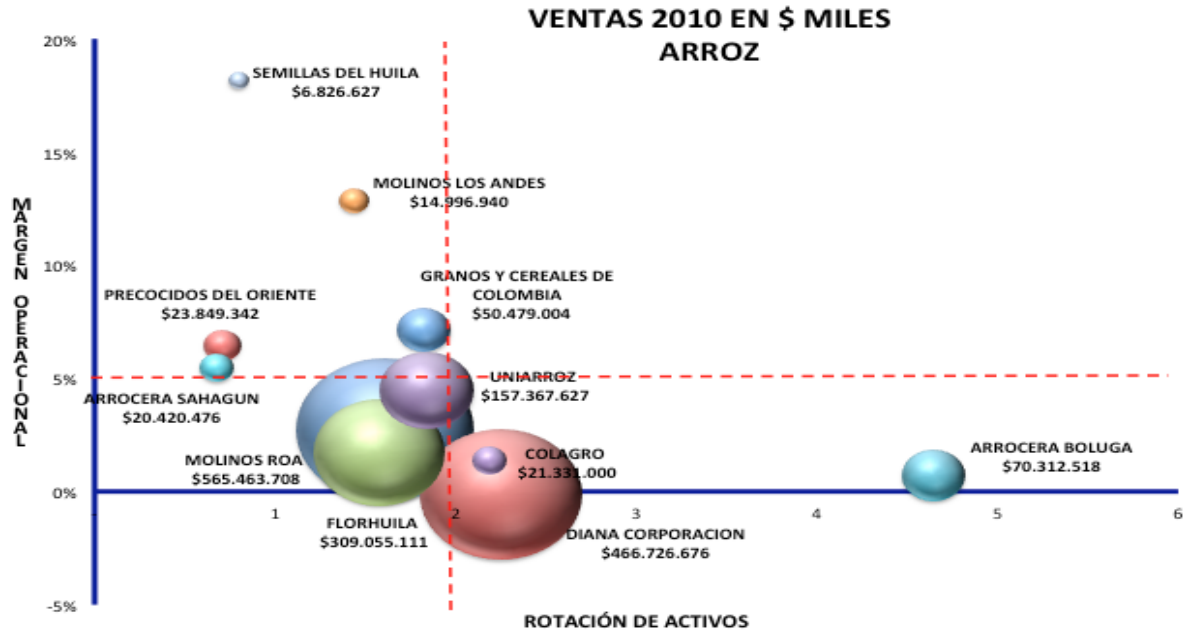 VENTAS 2010 EN $ MILES
ARROZ
20%
SEMILLAS DEL HUILA
$6.826.627
15%
MOLINOS LOS ANDES
$14.996.940
MARGEN OPERACIONAL
10%
GRANOS Y CEREALES DE
COLOMBIA
$50.479.004
PRECOCIDOS DEL ORIENTE
$23.849.342
5%
UNIARROZ
$157.367.627
ARROCERA SAHAGUN
$20.420.476
COLAGRO
$21.331.000
ARROCERA BOLUGA
$70.312.518
MOLINOS ROA
$565.463.708
0%
1 2 3 4 5 6
FLORHUILA
$309.055.111
DIANA CORPORACION
$466.726.676
-5%
ROTACIÓN DE ACTIVOS